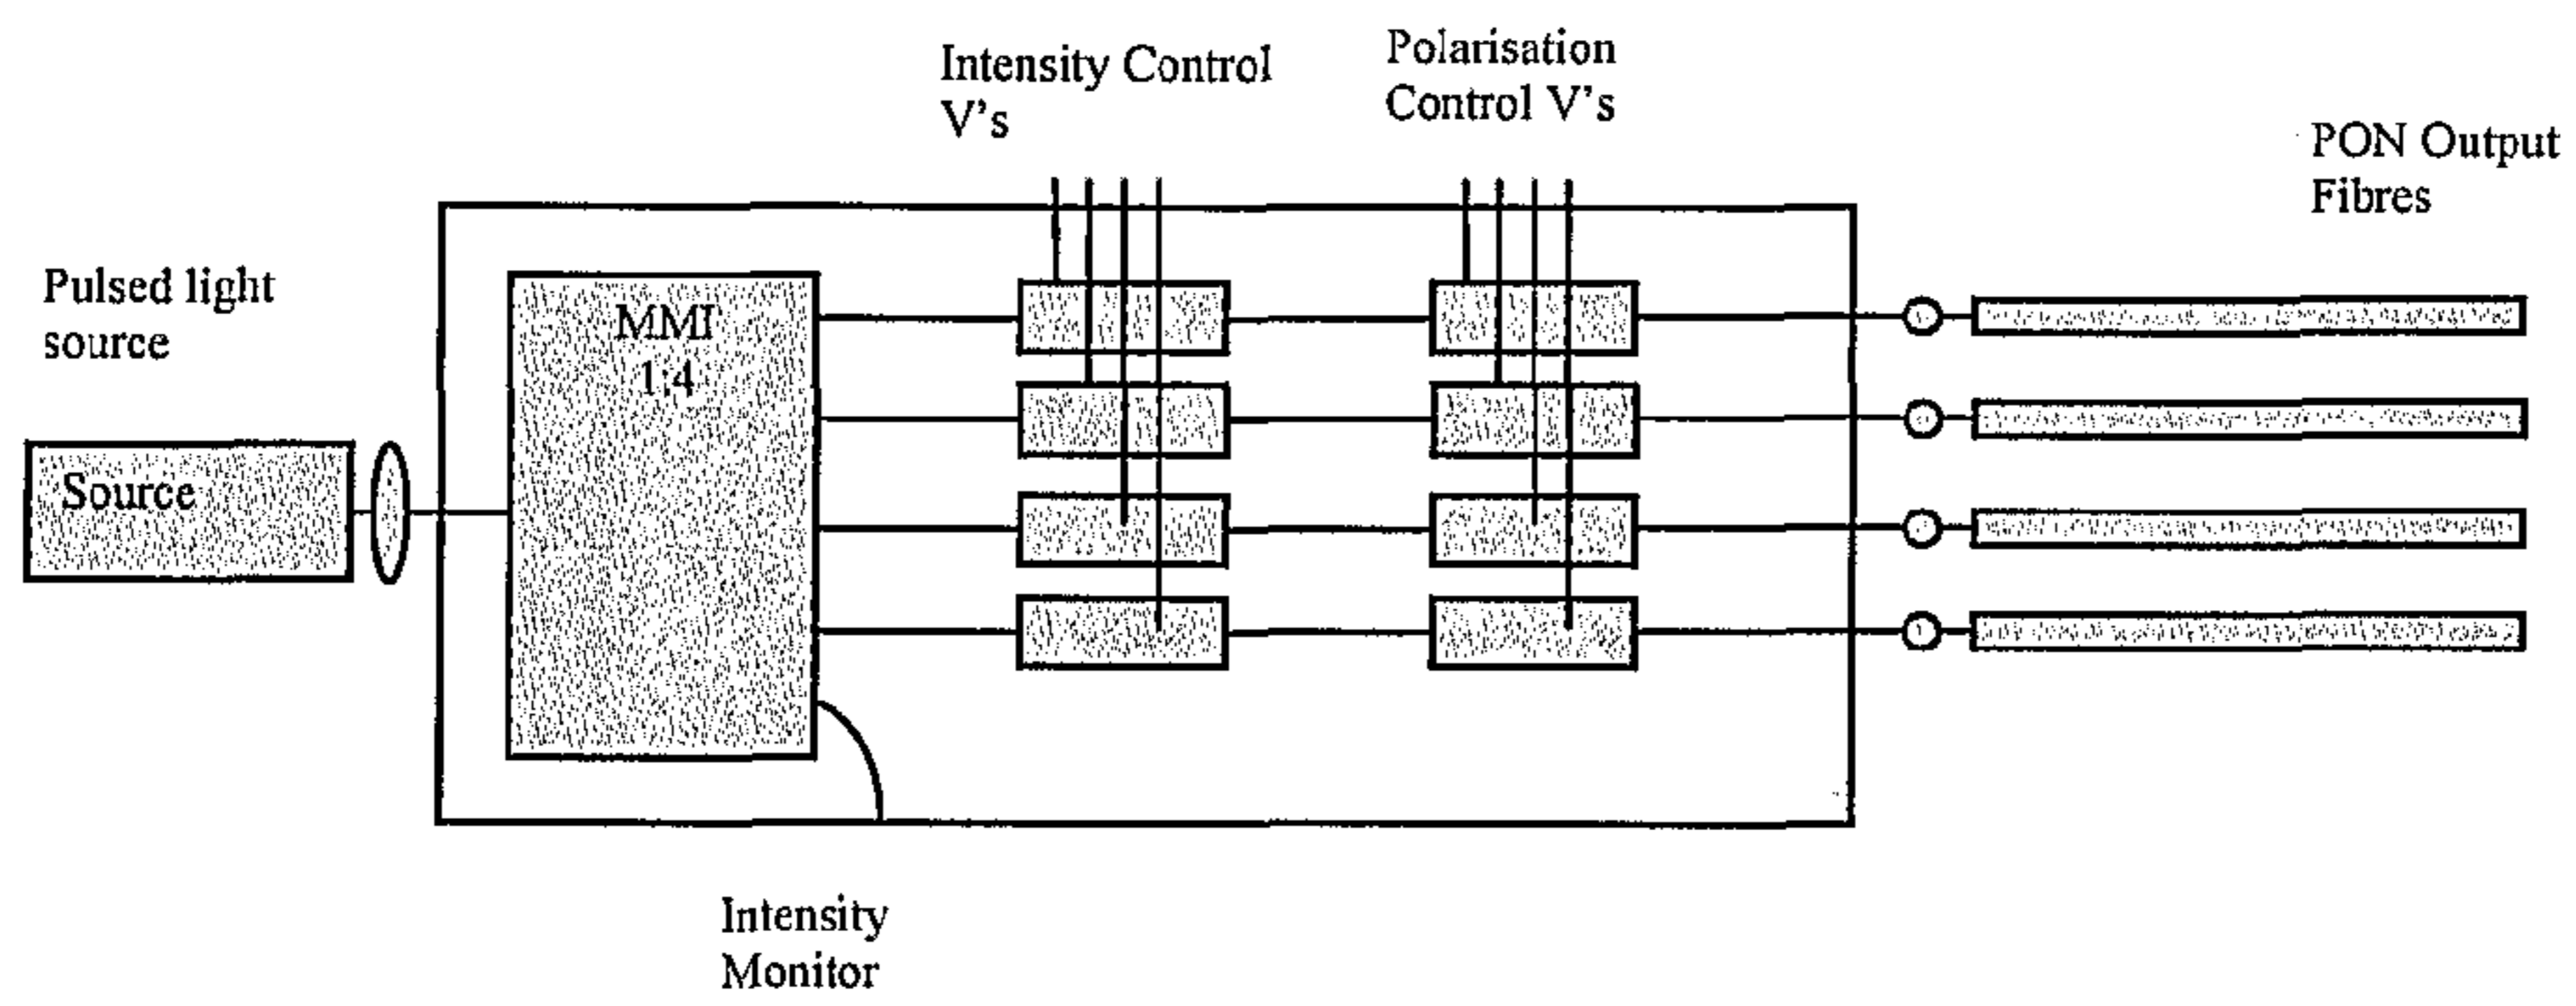 Intensity Control
V's
Polarisation
Control V's
PON Output
Fibres
Pulsed light
source
MMI
1:4
Source
Intensity
Monitor